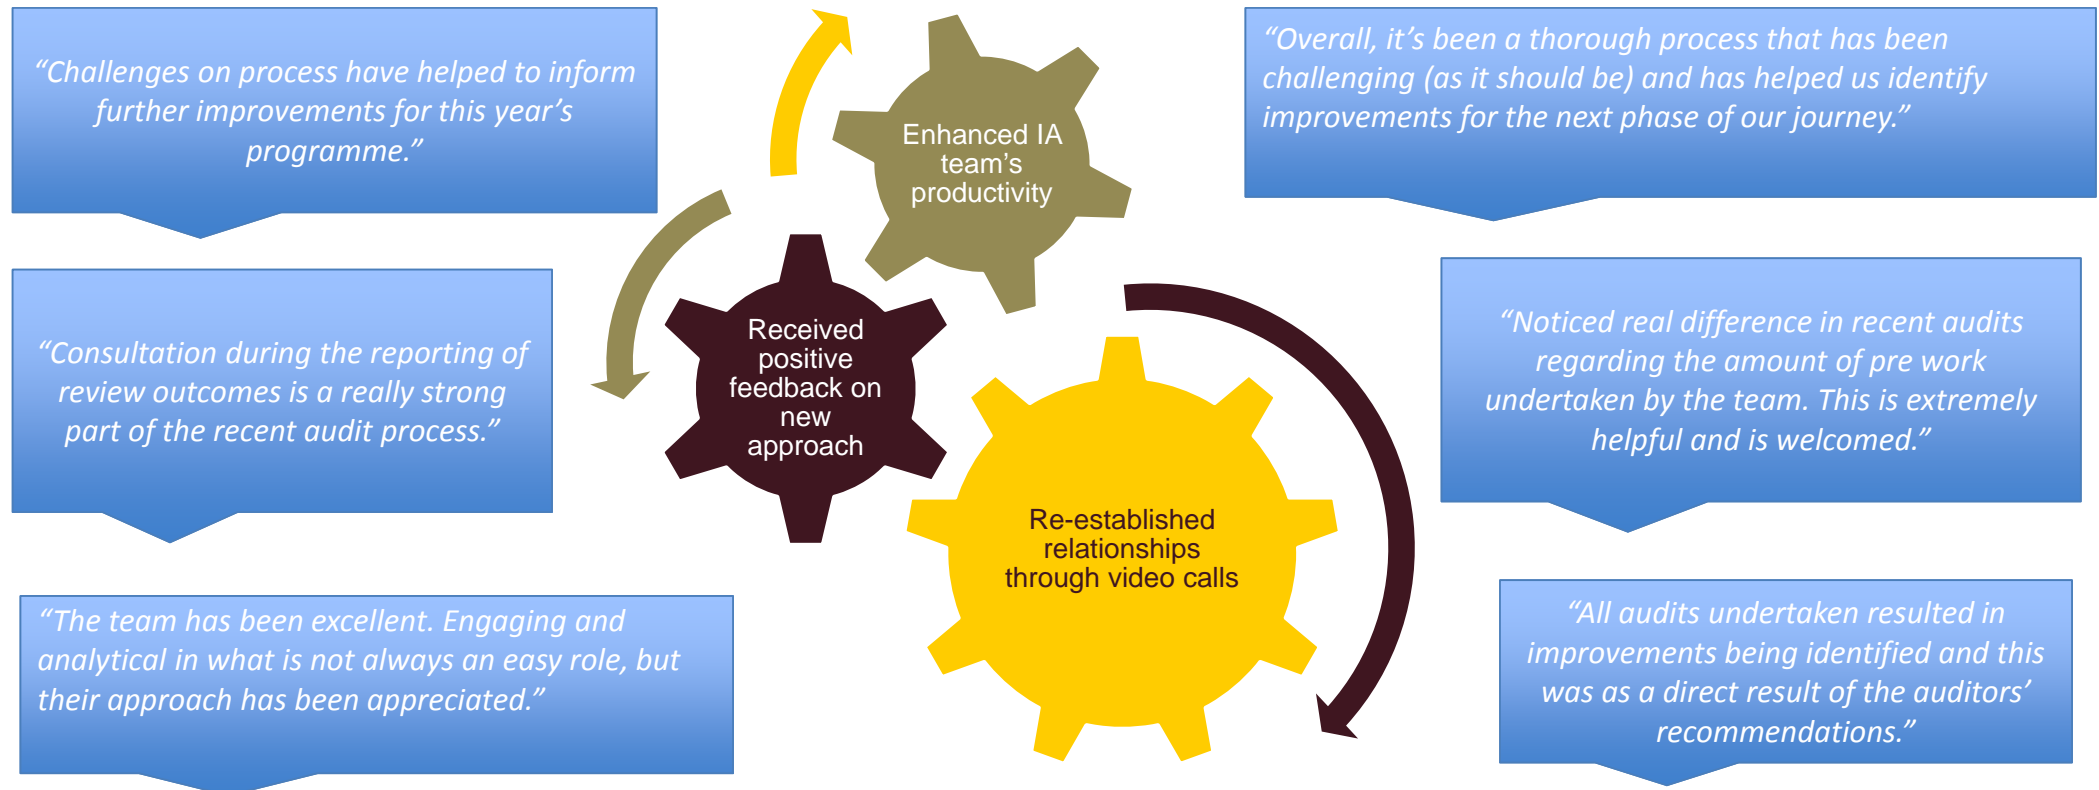 “Challenges on process have helped to inform
further improvements for this year’s
programme.”
“Consultation during the reporting of
review outcomes is a really strong
part of the recent audit process.”
“The team has been excellent. Engaging and
analytical in what is not always an easy role, but
their approach has been appreciated.”
Enhanced IA
team’s
productivity
Received
positive
feedback on
new
approach
Re-established
relationships
through video calls
“Overall, it’s been a thorough process that has been
challenging (as it should be) and has helped us identify
improvements for the next phase of our journey.”
“Noticed real difference in recent audits
regarding the amount of pre work
undertaken by the team. This is extremely
helpful and is welcomed.”
“All audits undertaken resulted in
improvements being identified and this
was as a direct result of the auditors’
recommendations.”